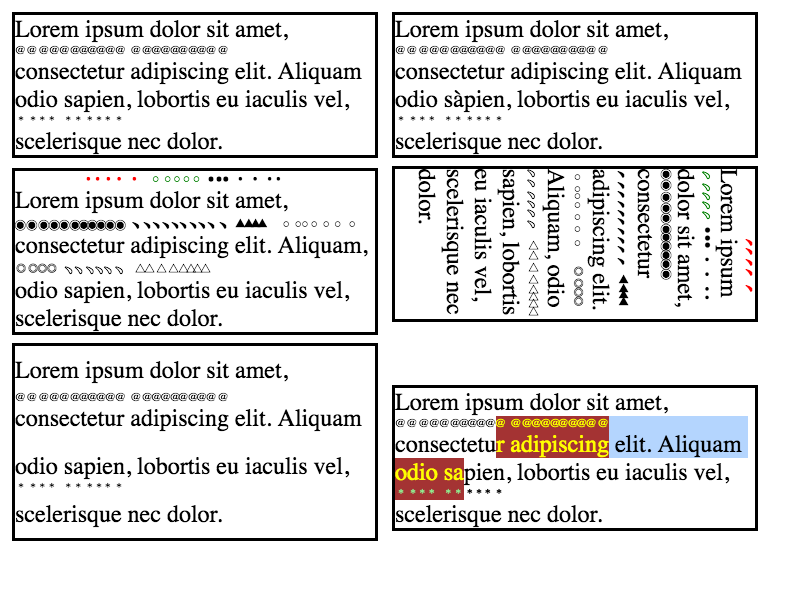 Lorem ipsum dolor sit amet,
consectetur adipiscing elit. Aliquam
odio sapien, lobortis eu iaculis vel,
scelerisque nec dolor.
Lorem ipsum dolor sit amet,
consectetur adipiscing elit. Aliquam
odio sàpien, lobortis eu iaculis vel,
scelerisque nec dolor.
Lorem ipsum dolor sit amet,
consectetur adipiscing elit. Aliquam,
odio sapien, lobortis eu iaculis vel,
scelerisque nec dolor.
Lorem ipsum
dolor sit amet,
consectetur
adipiscing elit.
Aliquam, odio
sapien, lobortis
eu iaculis vel,
scelerisque nec
dolor.
Lorem ipsum dolor sit amet,
consectetur adipiscing elit. Aliquam
odio sapien, lobortis eu iaculis vel,
scelerisque nec dolor.
Lorem ipsum dolor sit amet,
consectetur adipiscing elit. Aliquam
odio sapien, lobortis eu iaculis vel,
scelerisque nec dolor.